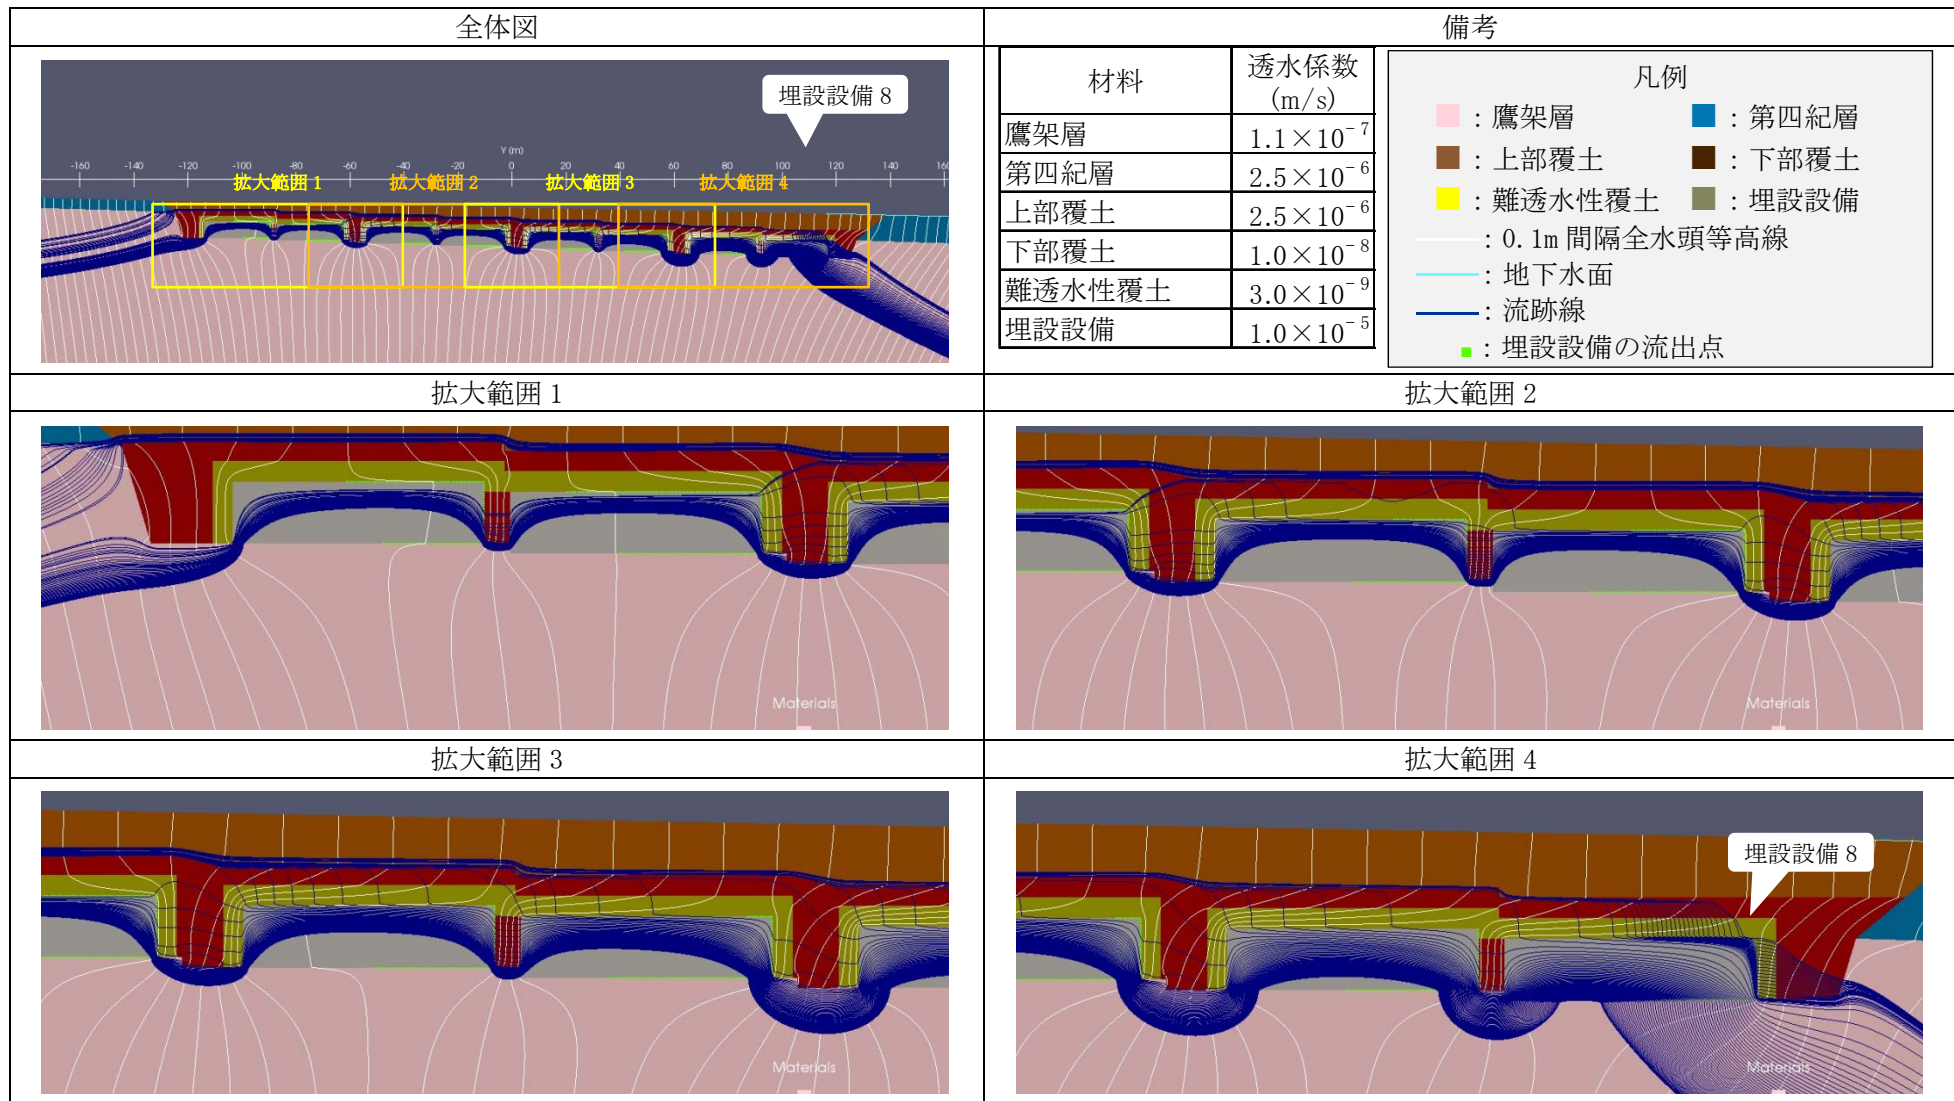 全体図
備考
埋設設備 8
Y (m)
-160 -140 -120 -100 -80 -60 -40 -20 0 20 40 60 80 100 120 140 160
拡大範囲 1 拡大範囲 2 拡大範囲 3 拡大範囲 4
材料 透水係数
(m/s)
鷹架層 1.1×10⁻⁷
第四紀層 2.5×10⁻⁶
上部覆土 2.5×10⁻⁶
下部覆土 1.0×10⁻⁸
難透水性覆土 3.0×10⁻⁹
埋設設備 1.0×10⁻⁵
凡例
：鷹架層 ：第四紀層
：上部覆土 ：下部覆土
：難透水性覆土 ：埋設設備
：0.1m 間隔全水頭等高線
：地下水面
：流跡線
：埋設設備の流出点
拡大範囲 1
拡大範囲 2
Materials
Materials
拡大範囲 3
拡大範囲 4
埋設設備 8
Materials
Materials